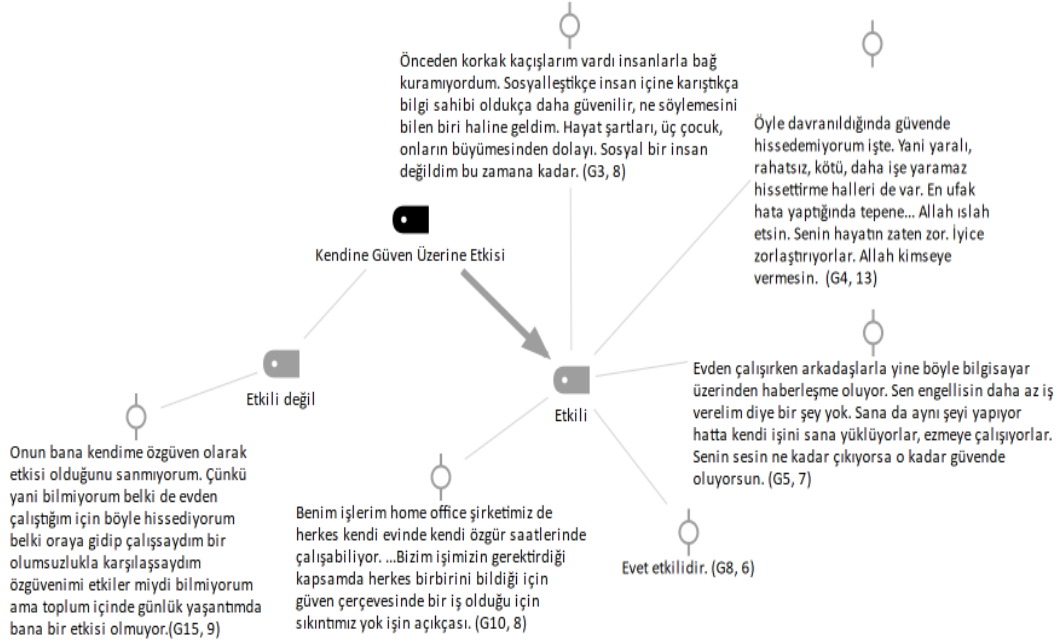 Önceden korkak kaçışlarım vardı insanlarla bağ
kuramıyordum. Sosyalleştikçe insan içine karıştıkça
bilgi sahibi oldukça daha güvenilir, ne söylemesini
bilen biri haline geldim. Hayat şartları, üç çocuk,
onların büyümesinden dolayı. Sosyal bir insan
değildim bu zamana kadar. (G3, 8)
Öyle davranıldığında güvende
hissedemiyorum işte. Yani yaralı,
rahatsız, kötü, daha işe yaramaz
hissettirme halleri de var. En ufak
hata yaptığında tepene... Allah ıslah
etsin. Senin hayatın zaten zor. İyice
zorlaştırıyorlar. Allah kimseye
vermesin. (G4, 13)
Kendine Güven Üzerine Etkisi
Etkili değil
Etkili
Evden çalışırken arkadaşlarla yine böyle bilgisayar
üzerinden haberleşme oluyor. Sen engellisin daha az iş
verelim diye bir şey yok. Sana da aynı şeyi yapıyor
hatta kendi işini sana yüklüyorlar, ezmeye çalışıyorlar.
Senin sesin ne kadar çıkıyorsa o kadar güvende
oluyorsun. (G5, 7)
Onun bana kendime özgüven olarak
etkisi olduğunu sanmıyorum. Çünkü
yani bilmiyorum belki de evden
çalıştığım için böyle hissediyorum
belki oraya gidip çalışsaydım bir
olumsuzlukla karşılaşsaydım
özgüvenimi etkiler miydi bilmiyorum
ama toplum içinde günlük yaşantımda
bana bir etkisi olmuyor.(G15, 9)
Benim işlerim home office şirketimiz de
herkes kendi evinde kendi özgür saatlerinde
çalışabiliyor. ...Bizim işimizin gerektirdiği
kapsamda herkes birbirini bildiği için
güven çerçevesinde bir iş olduğu için
sıkıntımız yok işin açıkçası. (G10, 8)
Evet etkilidir. (G8, 6)